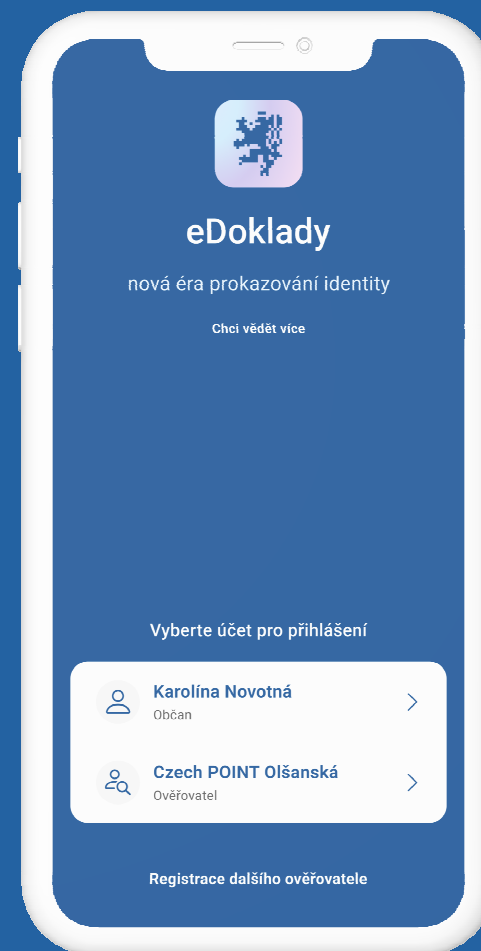 eDoklady
nová éra prokazování identity
Chci vědět více
Vyberte účet pro přihlášení
Karolína Novotná
Občan
Czech POINT Olšanská
Ověřovatel
Registrace dalšího ověřovatele